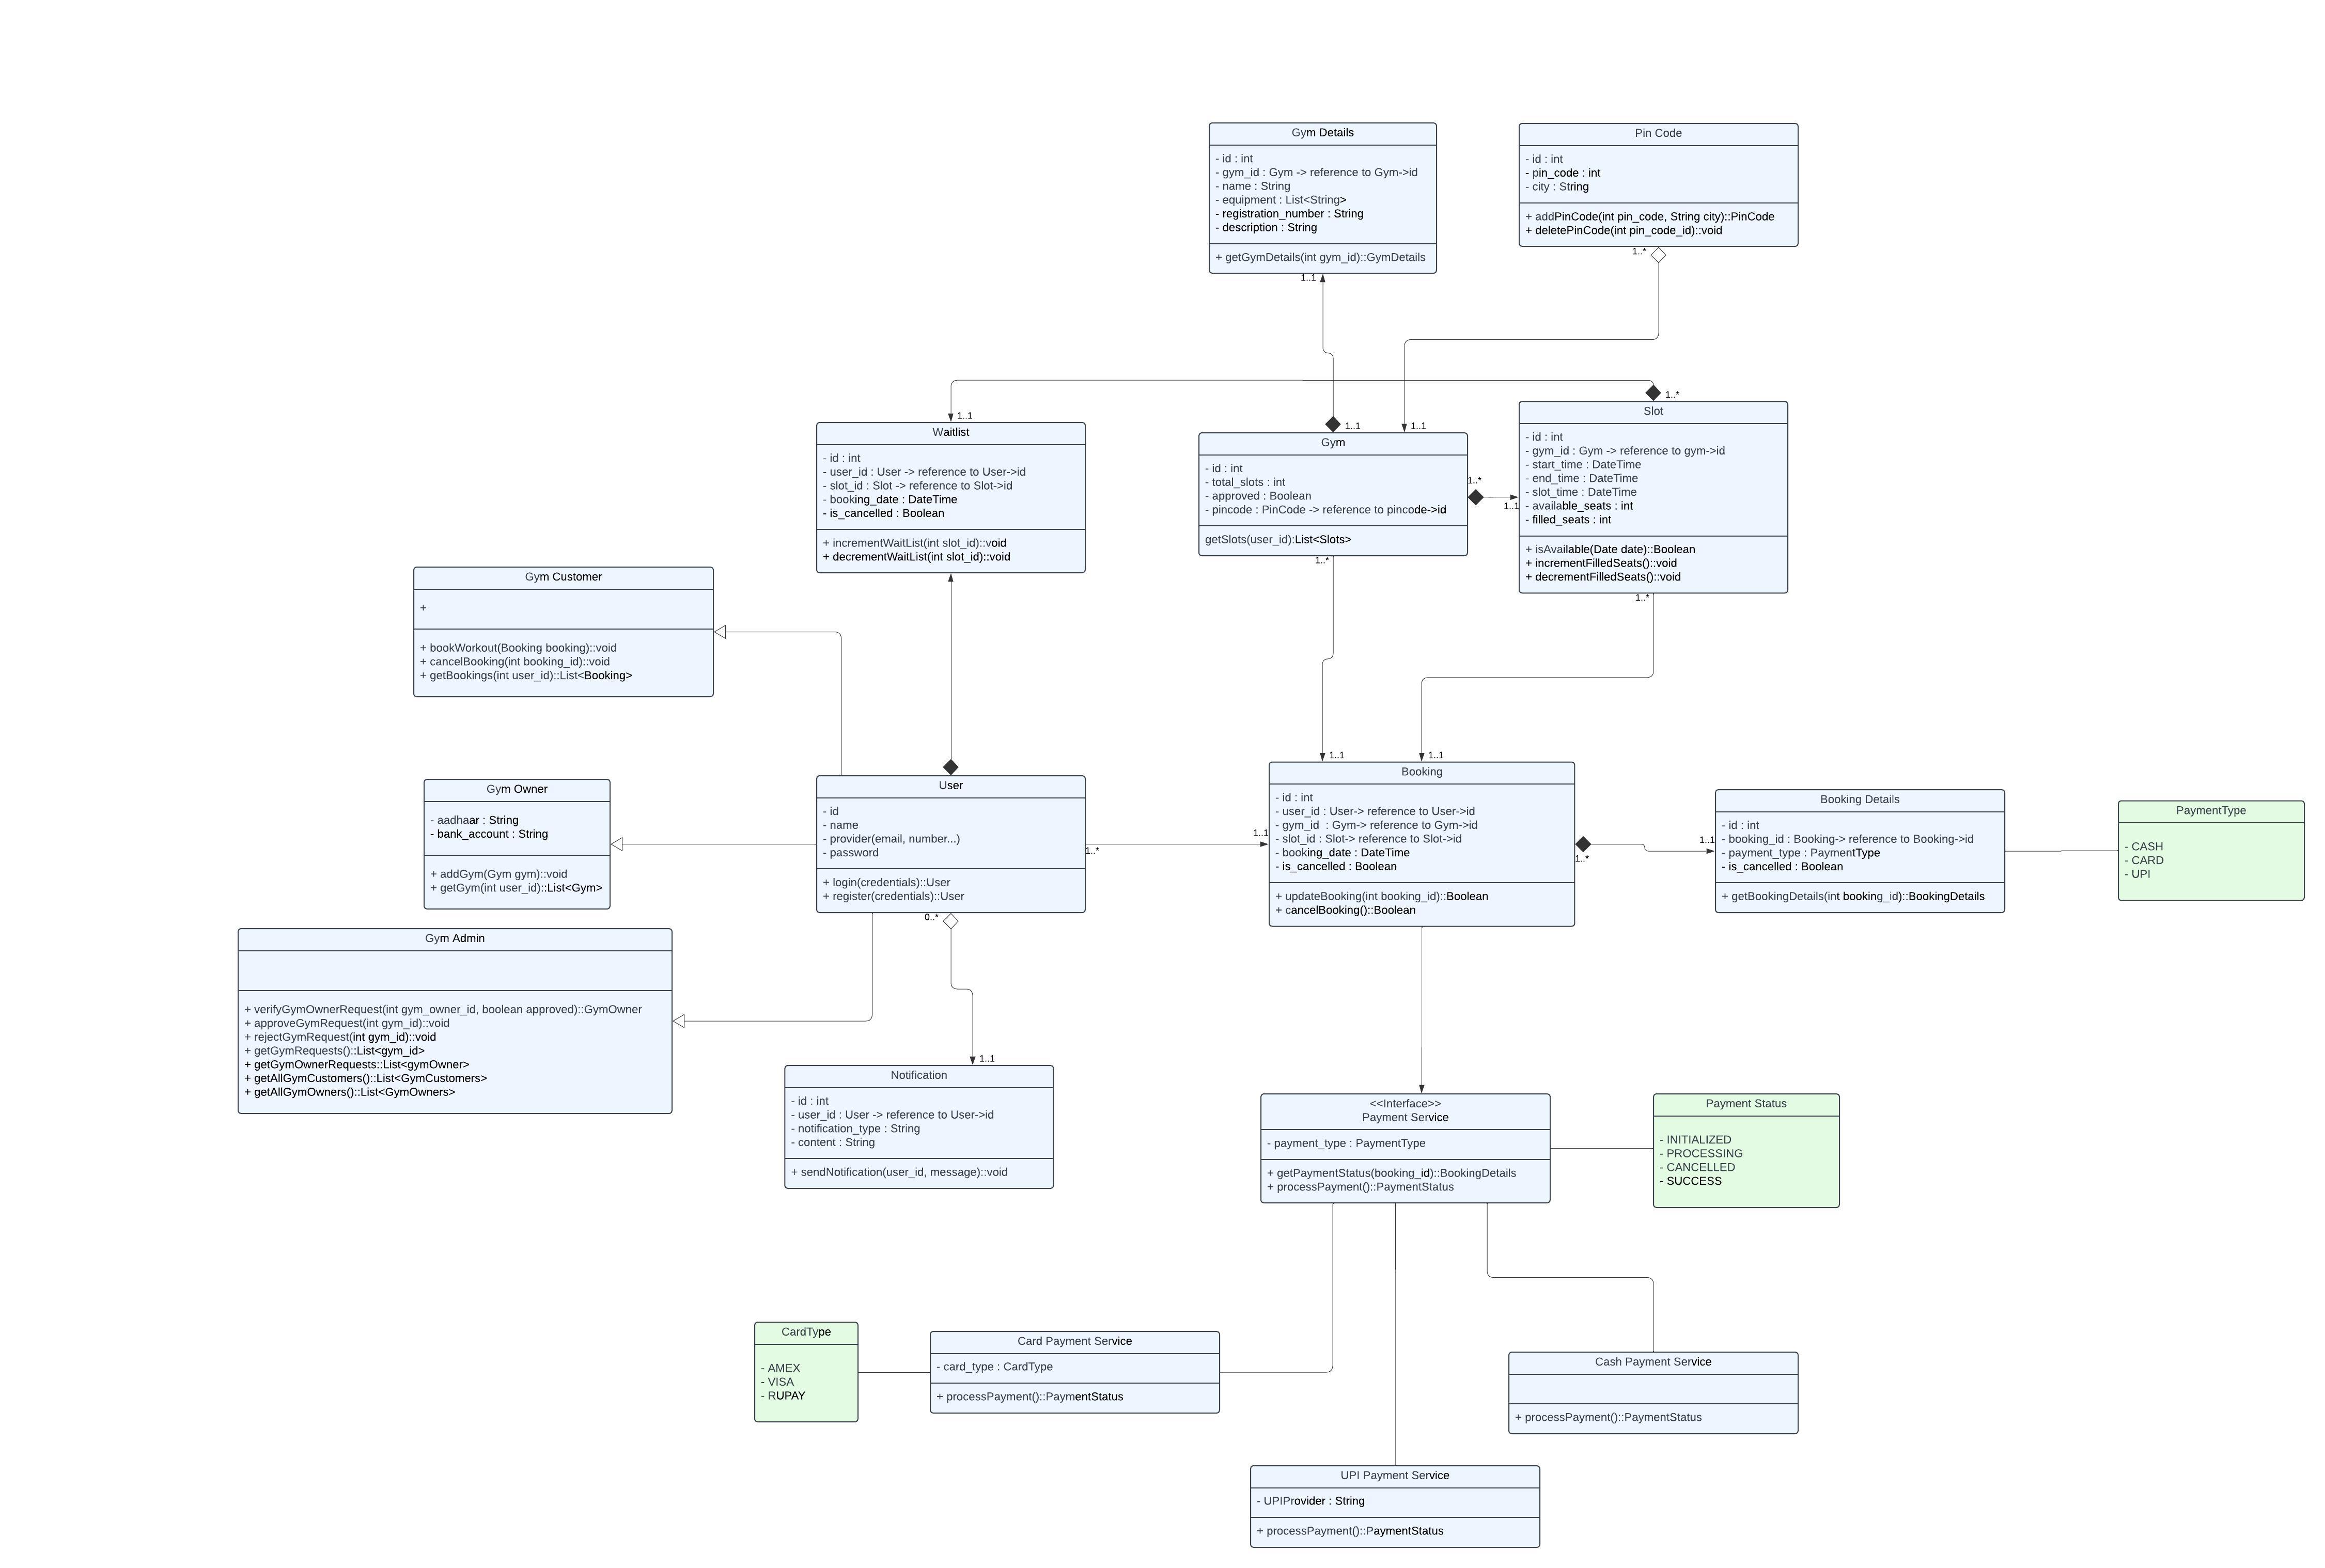 Gym Details
- id : int
- gym_id : Gym -> reference to Gym->id
- name : String
- equipment : List<String>
- registration_number : String
- description : String
+ getGymDetails(int gym_id)::GymDetails
1..1
Pin Code
- id : int
- pin_code : int
- city : String
+ addPinCode(int pin_code, String city)::PinCode
+ deletePinCode(int pin_code_id)::void
1..*
1..1
Waitlist
- id : int
- user_id : User -> reference to User->id
- slot_id : Slot -> reference to Slot->id
- booking_date : DateTime
- is_cancelled : Boolean
+ incrementWaitList(int slot_id)::void
+ decrementWaitList(int slot_id)::void
1..1
1..1
Gym
- id : int
- total_slots : int
- approved : Boolean
- pincode : PinCode -> reference to pincode->id
getSlots(user_id):List<Slots>
1..*
1..*
1..1
1..*
Slot
- id : int
- gym_id : Gym -> reference to gym->id
- start_time : DateTime
- end_time : DateTime
- slot_time : DateTime
- available_seats : int
- filled_seats : int
+ isAvailable(Date date)::Boolean
+ incrementFilledSeats()::void
+ decrementFilledSeats()::void
1..*
Gym Customer
+
+ bookWorkout(Booking booking)::void
+ cancelBooking(int booking_id)::void
+ getBookings(int user_id)::List<Booking>
Gym Owner
- aadhaar : String
- bank_account : String
+ addGym(Gym gym)::void
+ getGym(int user_id)::List<Gym>
User
- id
- name
- provider(email, number...)
- password
+ login(credentials)::User
+ register(credentials)::User
0..*
1..*
1..1
1..1
1..1
Booking
- id : int
- user_id : User-> reference to User->id
- gym_id  : Gym-> reference to Gym->id
- slot_id : Slot-> reference to Slot->id
- booking_date : DateTime
- is_cancelled : Boolean
+ updateBooking(int booking_id)::Boolean
+ cancelBooking()::Boolean
1..*
1..1
Booking Details
- id : int
- booking_id : Booking-> reference to Booking->id
- payment_type : PaymentType
- is_cancelled : Boolean
+ getBookingDetails(int booking_id)::BookingDetails
PaymentType
- CASH
- CARD
- UPI
Gym Admin
+ verifyGymOwnerRequest(int gym_owner_id, boolean approved)::GymOwner
+ approveGymRequest(int gym_id)::void
+ rejectGymRequest(int gym_id)::void
+ getGymRequests()::List<gym_id>
+ getGymOwnerRequests::List<gymOwner>
+ getAllGymCustomers()::List<GymCustomers>
+ getAllGymOwners()::List<GymOwners>
1..1
Notification
- id : int
- user_id : User -> reference to User->id
- notification_type : String
- content : String
+ sendNotification(user_id, message)::void
<<Interface>>
Payment Service
- payment_type : PaymentType
+ getPaymentStatus(booking_id)::BookingDetails
+ processPayment()::PaymentStatus
Payment Status
- INITIALIZED
- PROCESSING
- CANCELLED
- SUCCESS
CardType
- AMEX
- VISA
- RUPAY
Card Payment Service
- card_type : CardType
+ processPayment()::PaymentStatus
Cash Payment Service
+ processPayment()::PaymentStatus
UPI Payment Service
- UPIProvider : String
+ processPayment()::PaymentStatus